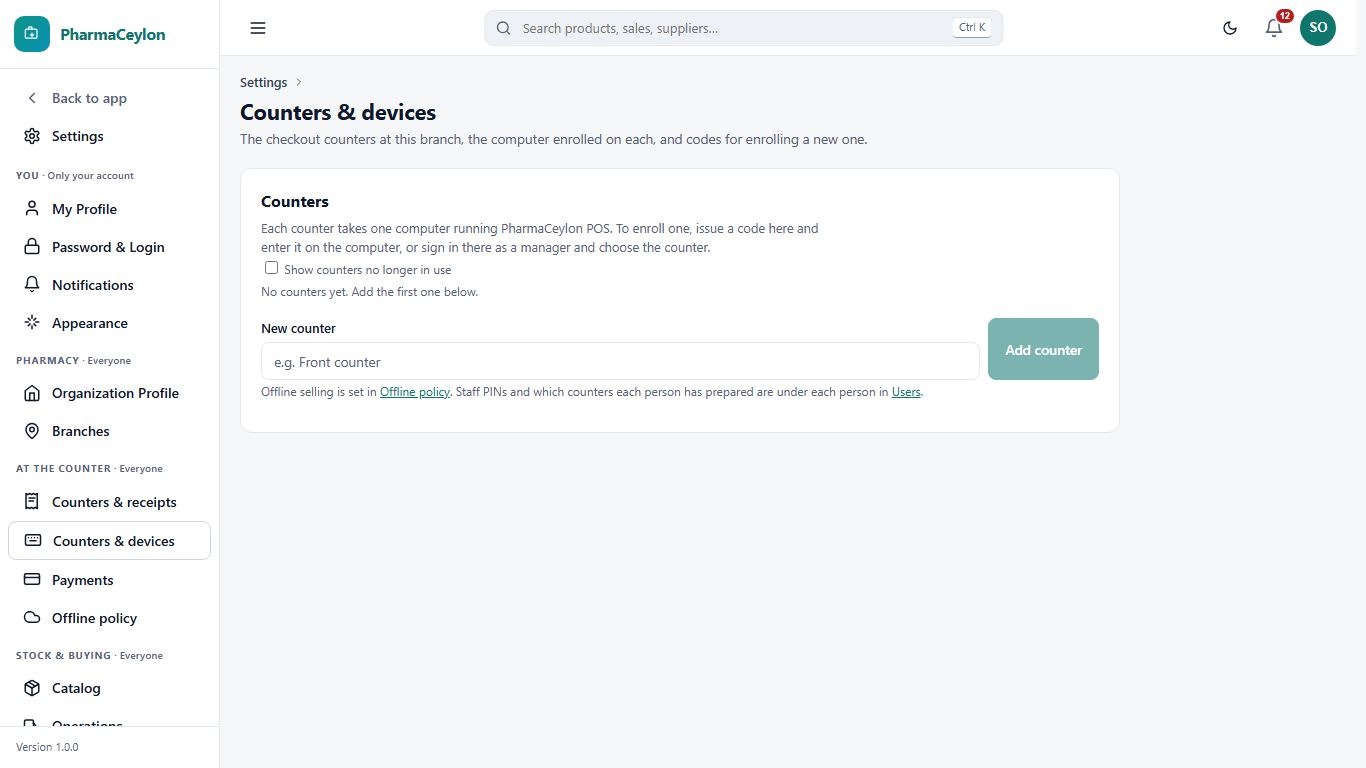 PharmaCeylon
Search products, sales, suppliers...
Ctrl K
12
SO
Back to app
Settings
YOU · Only your account
My Profile
Password & Login
Notifications
Appearance
PHARMACY · Everyone
Organization Profile
Branches
AT THE COUNTER · Everyone
Counters & receipts
Counters & devices
Payments
Offline policy
STOCK & BUYING · Everyone
Catalog
Operations
Version 1.0.0
Settings
Counters & devices
The checkout counters at this branch, the computer enrolled on each, and codes for enrolling a new one.
Counters
Each counter takes one computer running PharmaCeylon POS. To enroll one, issue a code here and
enter it on the computer, or sign in there as a manager and choose the counter.
Show counters no longer in use
No counters yet. Add the first one below.
New counter
e.g. Front counter
Add counter
Offline selling is set in Offline policy. Staff PINs and which counters each person has prepared are under each person in Users.